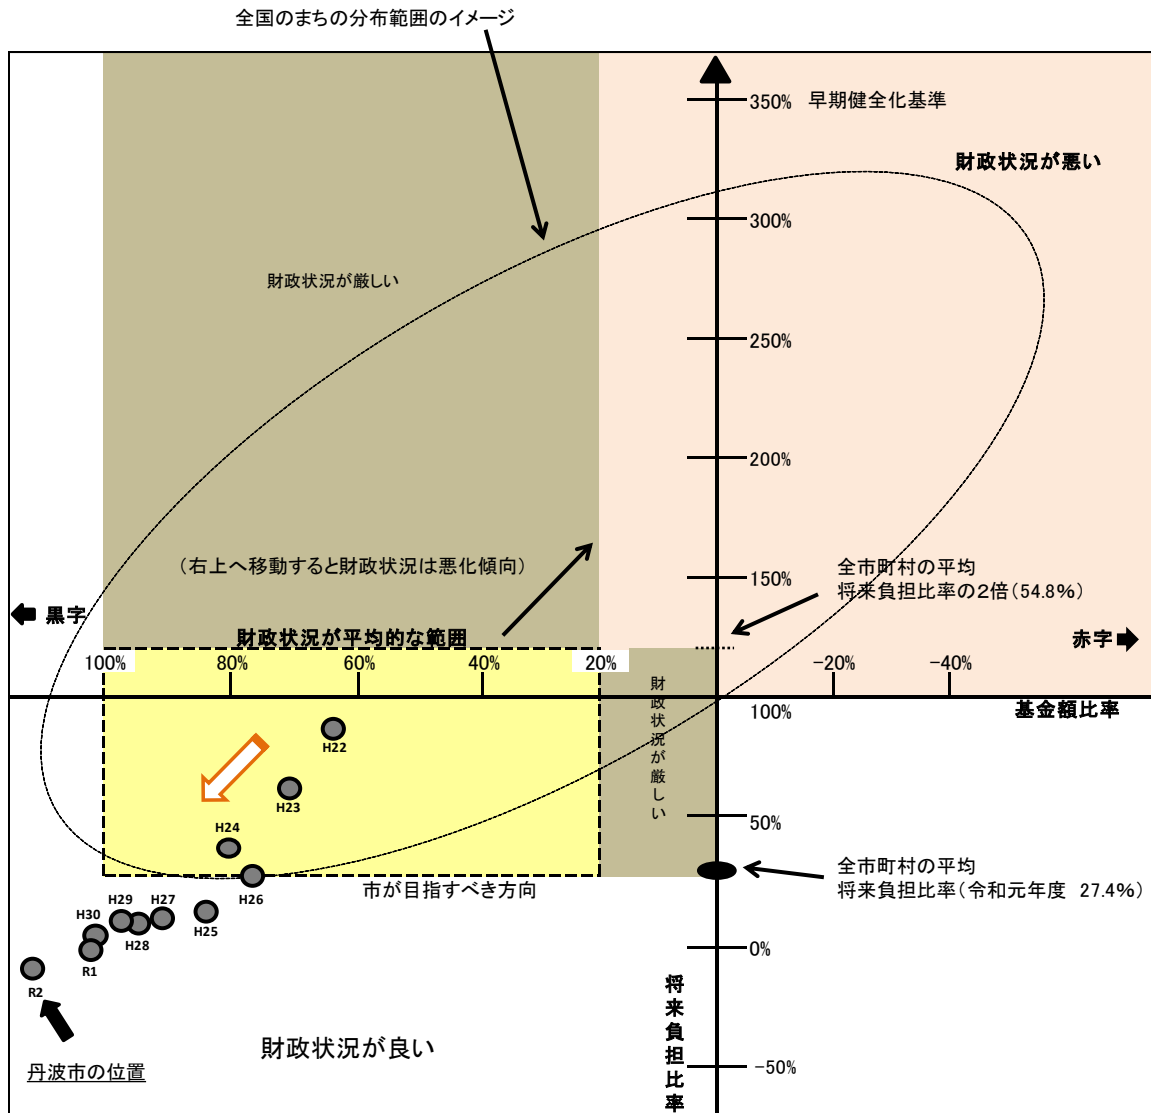 全国のまちの分布範囲のイメージ
350%
早期健全化基準
財政状況が悪い
300%
財政状況が厳しい
250%
200%
(右上へ移動すると財政状況は悪化傾向)
150%
全市町村の平均
将来負担比率の2倍(54.8%)
黒字
財政状況が平均的な範囲
赤字
100%
80%
60%
40%
20%
−20%
−40%
100%
基金額比率
財政状況が厳しい
H22
H23
50%
H24
全市町村の平均
将来負担比率(令和元年度 27.4%)
市が目指すべき方向
H26
H29
H27
H30
H28
H25
0%
R1
R2
将来負担比率
財政状況が良い
−50%
丹波市の位置